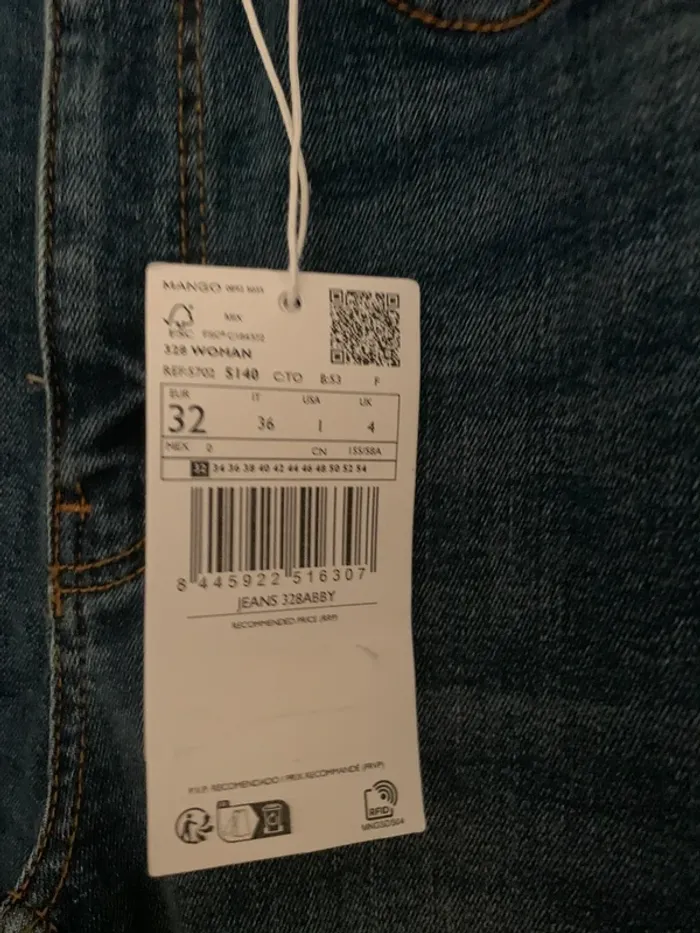 MANGO
MIX
FSC
328 WOMAN
REF:5702 5140 C:TO B:53 F
EUR IT USA UK
32 36 1 4
MEX 0 CN 155/58A
32 34 36 38 40 42 44 46 48 50 52 54
8 445922 516307
JEANS 328ABBY
RECOMMENDED PRICE (RRP)
P.V.P. RECOMENDADO / PRIX RECOMMANDÉ (PRVP)
RFID